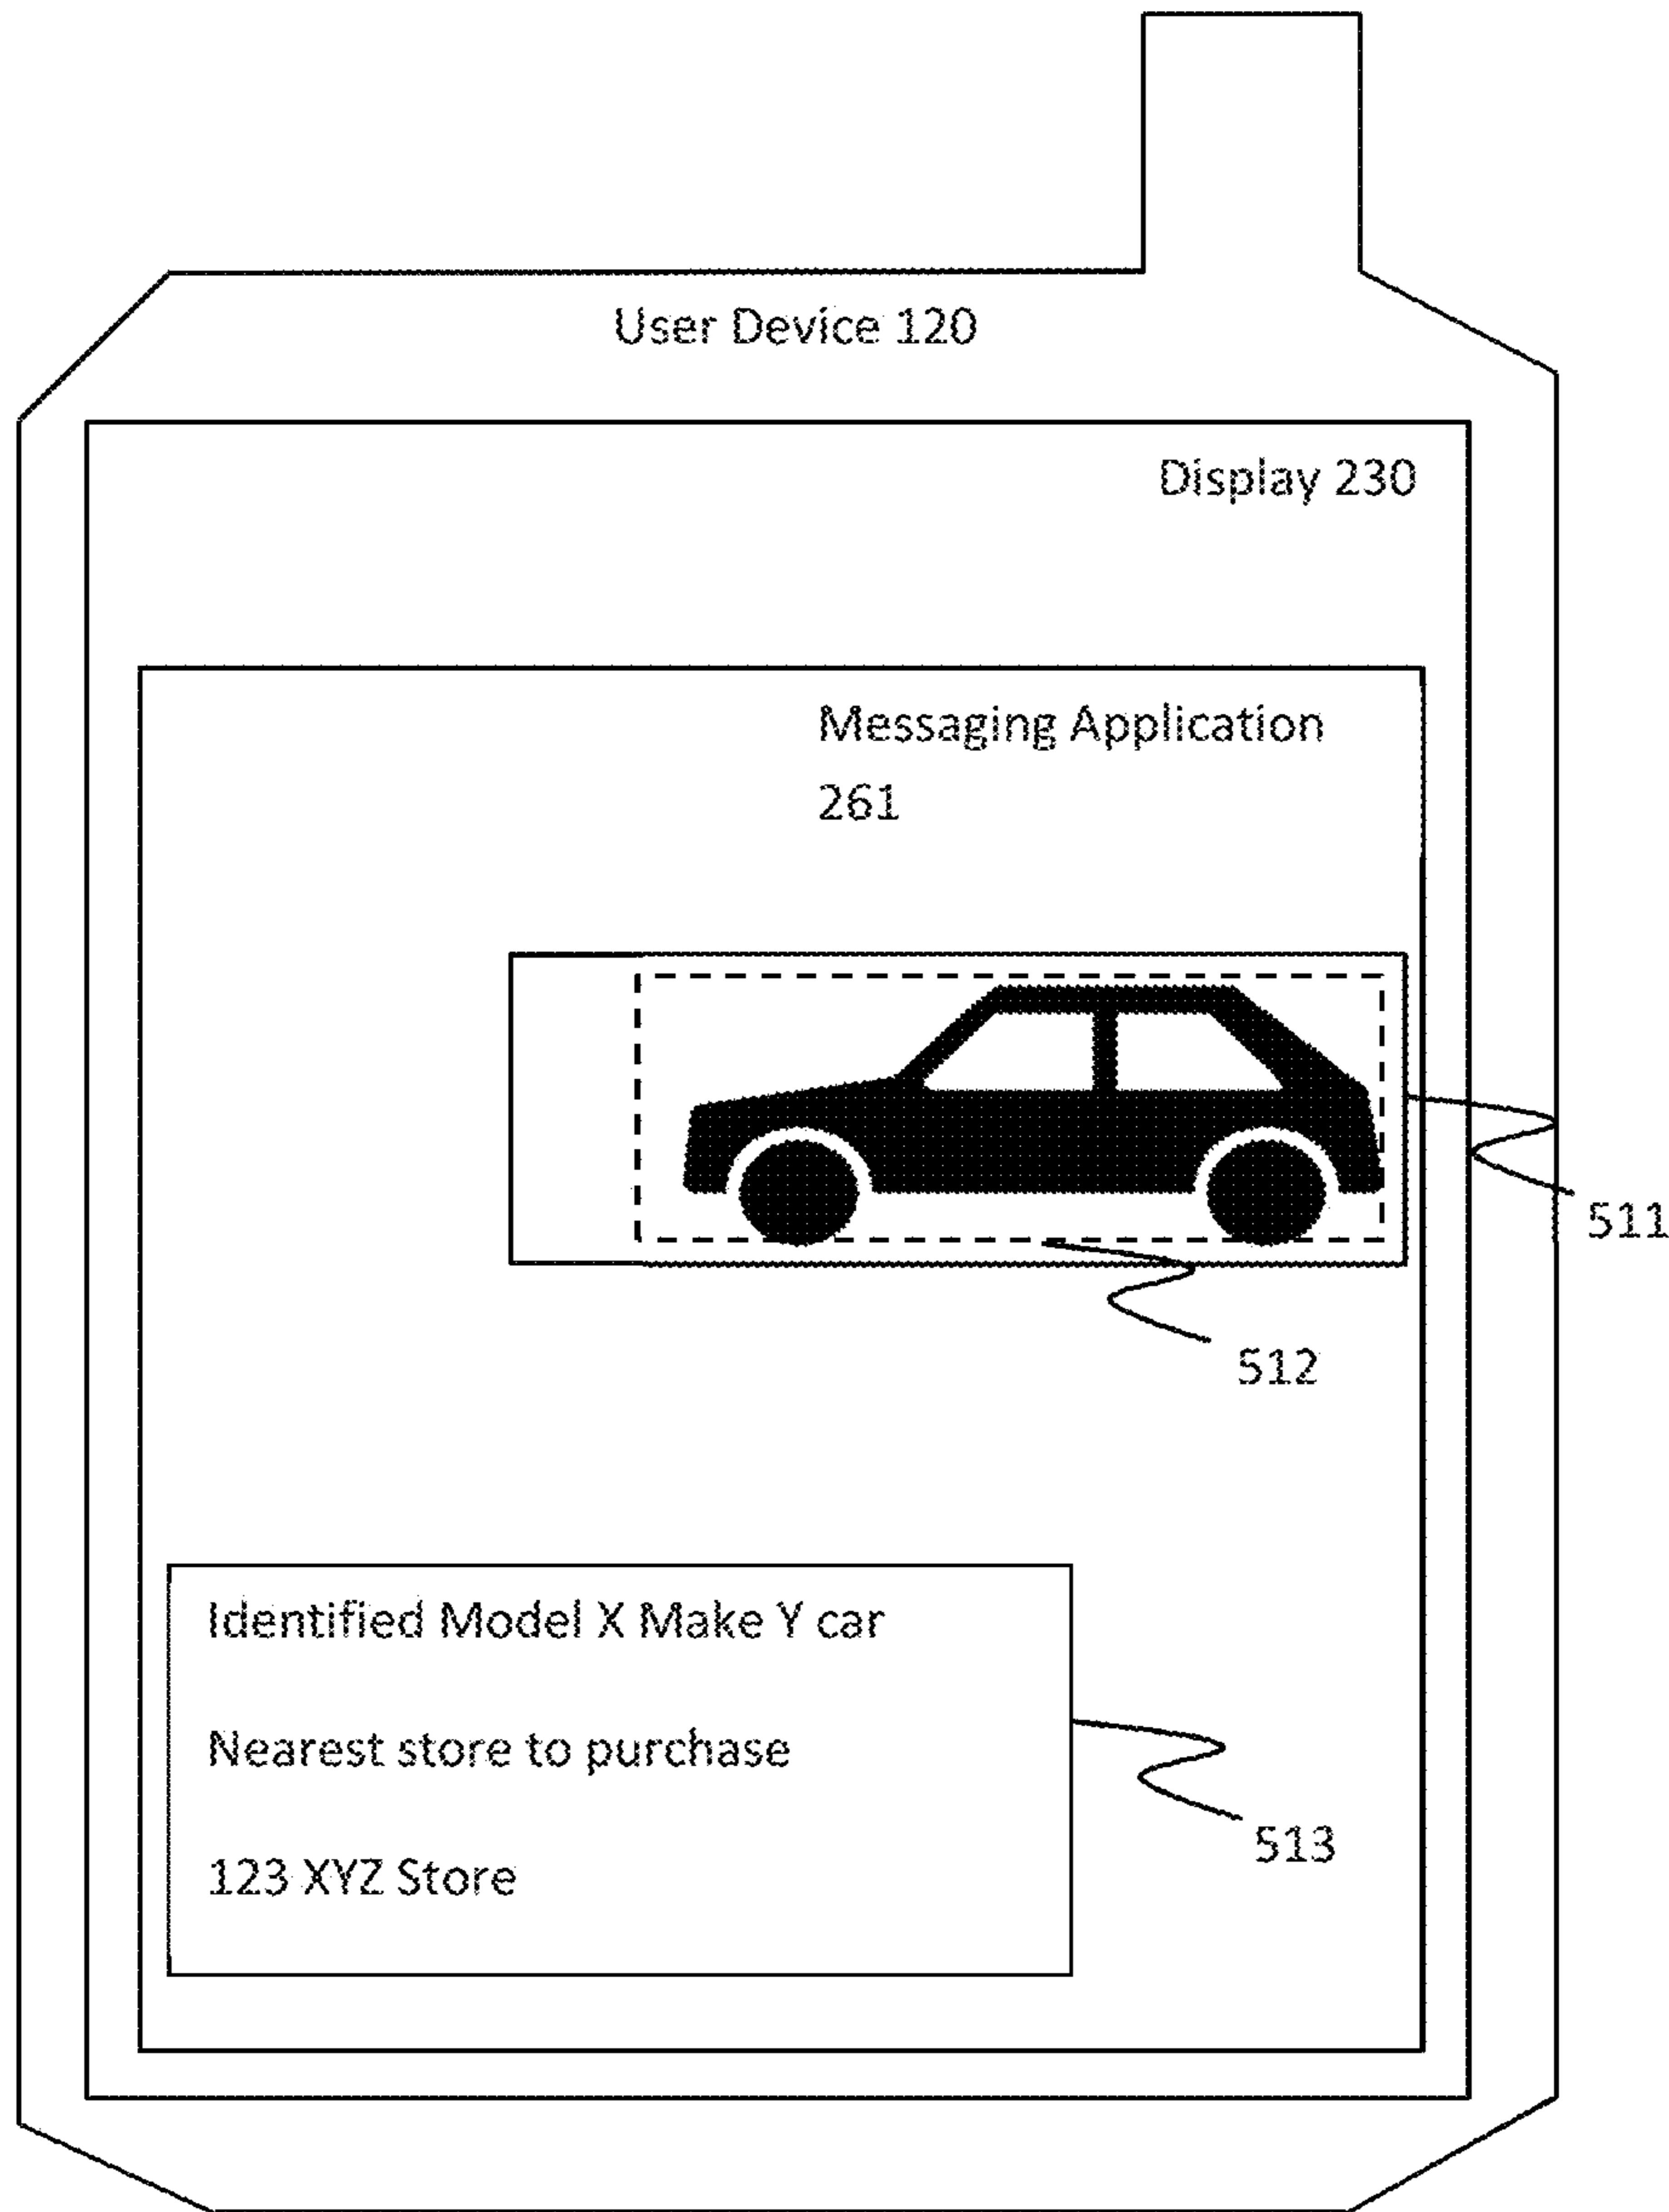 User Device 120
Display 230
Messaging Application
261
511
512
Identified Model X Make Y car
Nearest store to purchase
123 XYZ Store
513